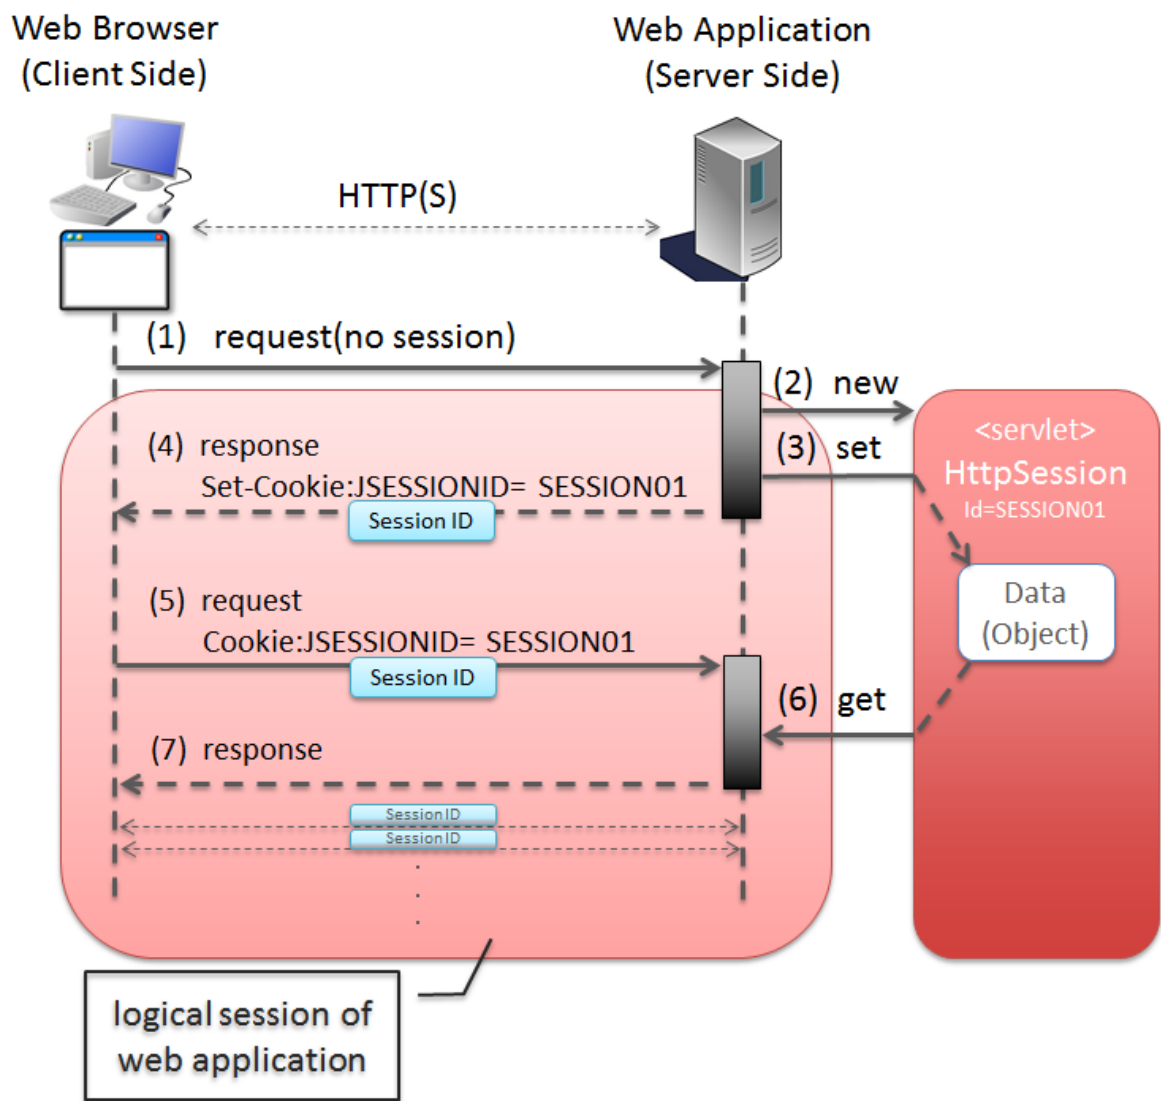 Web Browser
(Client Side)
Web Application
(Server Side)
HTTP(S)
(1) request(no session)
(2) new
(3) set
<servlet>
HttpSession
Id=SESSION01
(4) response
Set-Cookie:JSESSIONID= SESSION01
Session ID
Data
(Object)
(5) request
Cookie:JSESSIONID= SESSION01
Session ID
(6) get
(7) response
Session ID
Session ID
logical session of
web application